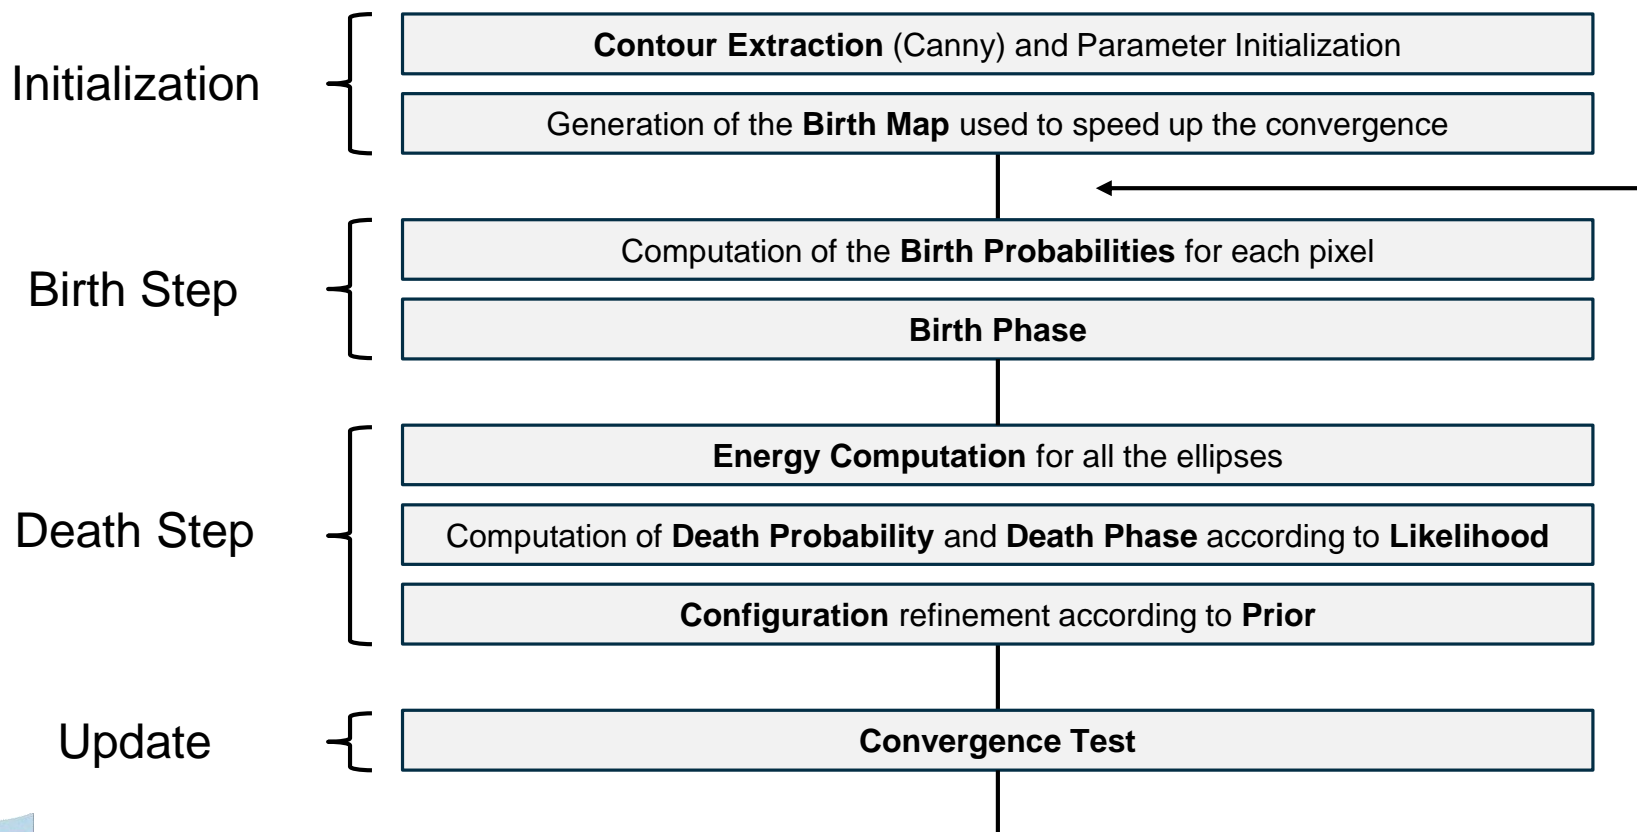 Initialization
Contour Extraction (Canny) and Parameter Initialization
Generation of the Birth Map used to speed up the convergence
Birth Step
Computation of the Birth Probabilities for each pixel
Birth Phase
Death Step
Energy Computation for all the ellipses
Computation of Death Probability and Death Phase according to Likelihood
Configuration refinement according to Prior
Update
Convergence Test